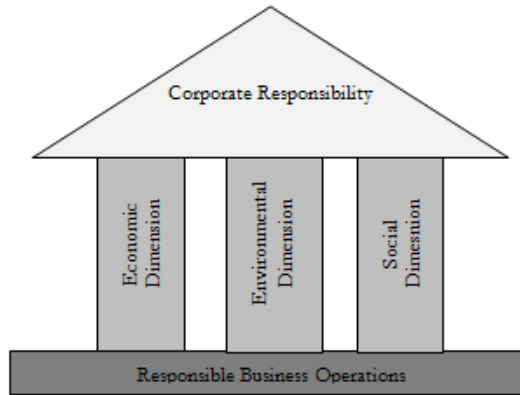 Corporate Responsibility
Economic
Dimension
Environmental
Dimension
Social
Dimesnion
Responsible Business Operations